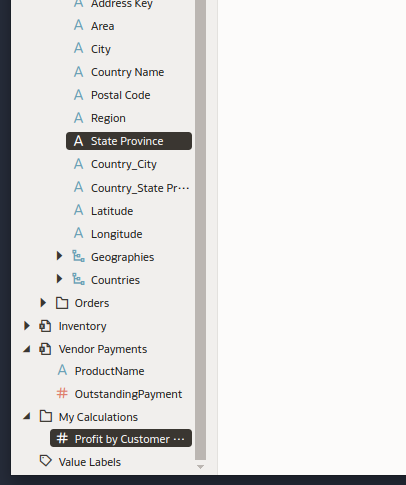 Address Key
A Area
A City
A Country Name
A Postal Code
A Region
A State Province
A Country_City
A Country_State Pr···
A Latitude
A Longitude
Geographies
Countries
Orders
Inventory
Vendor Payments
A ProductName
# OutstandingPayment
My Calculations
# Profit by Customer ···
Value Labels